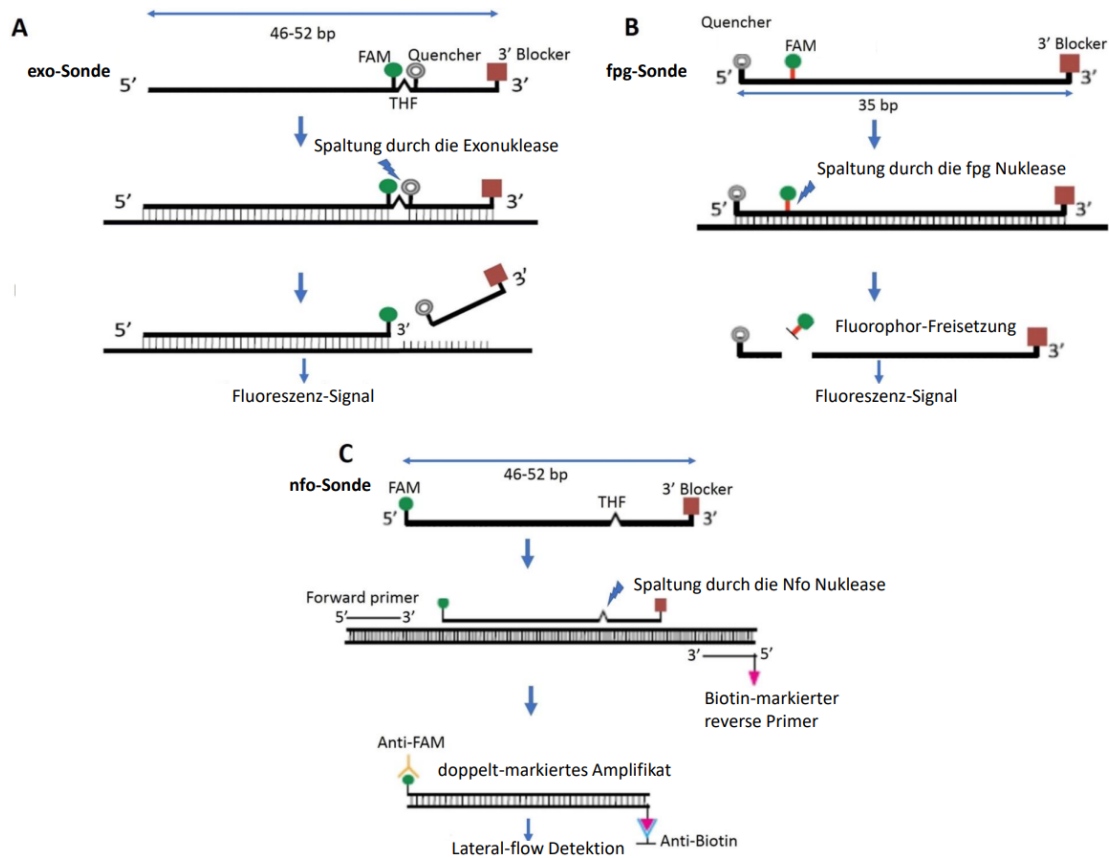 A
exo-Sonde
46-52 bp
FAM
Quencher
3’ Blocker
5’
THF
3’
Spaltung durch die Exonuklease
5’
3’
5’
3’
3’
Fluoreszenz-Signal
B
fpg-Sonde
Quencher
FAM
3’ Blocker
5’
3’
35 bp
Spaltung durch die fpg Nuklease
5’
3’
Fluorophor-Freisetzung
3’
Fluoreszenz-Signal
C
nfo-Sonde
46-52 bp
FAM
THF
3’ Blocker
5’
3’
Spaltung durch die Nfo Nuklease
Forward primer
5’
3’
3’
5’
Biotin-markierter
reverse Primer
Anti-FAM
doppelt-markiertes Amplifikat
Anti-Biotin
Lateral-flow Detektion